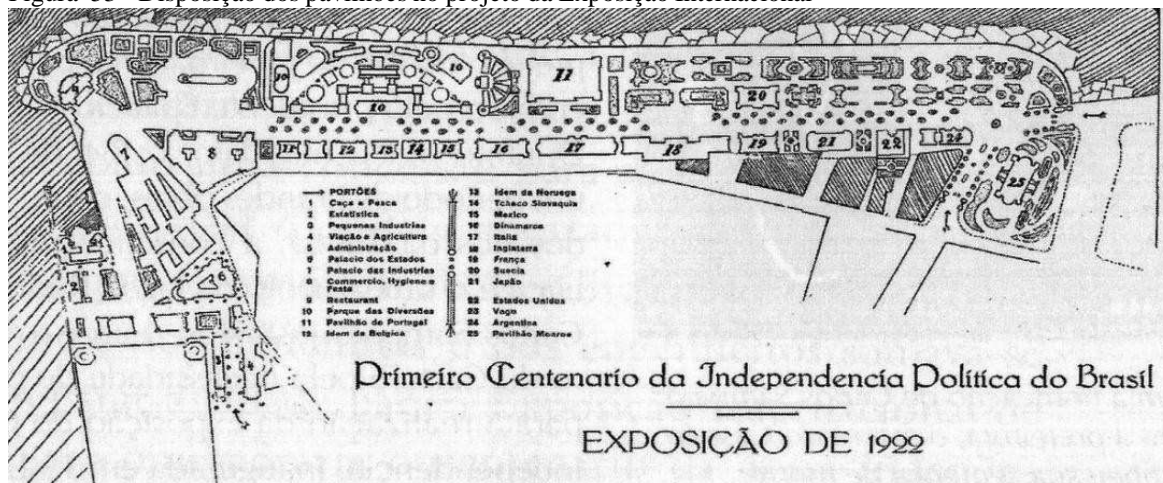 Figura 33 - Disposição dos pavilhões no projeto da Exposição Internacional
PORTÕES
1 Caça e Pesca
2 Estatistica
3 Pequenas Industrias
4 Viação e Agricultura
5 Administração
6 Palacio dos Estados
7 Palacio das Industrias
8 Commercio, Hygiene e Festa
9 Restaurant
10 Parque das Diversões
11 Pavilhão de Portugal
12 Idem da Belgica
13 Idem da Noruega
14 Tcheco Slovaquia
15 Mexico
16 Dinamarca
17 Italia
18 Inglaterra
19 França
20 Suecia
21 Japão
22 Estados Unidos
23 Vago
24 Argentina
25 Pavilhão Monroe
Primeiro Centenario da Independencia Política do Brasil
EXPOSIÇÃO DE 1922